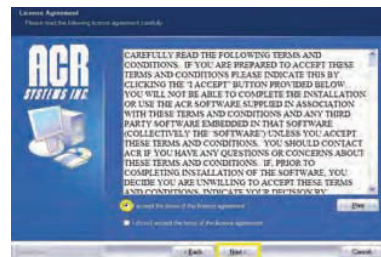 License Agreement
Please read the following license agreement carefully.
ACR
SYSTEMS INC.
CAREFULLY READ THE FOLLOWING TERMS AND
CONDITIONS. IF YOU ARE PREPARED TO ACCEPT THESE
TERMS AND CONDITIONS PLEASE INDICATE THIS BY
CLICKING THE "I ACCEPT" BUTTON PROVIDED BELOW.
YOU WILL NOT BE ABLE TO COMPLETE THE INSTALLATION
OR USE THE ACR SOFTWARE SUPPLIED IN ASSOCIATION
WITH THESE TERMS AND CONDITIONS AND ANY THIRD
PARTY SOFTWARE EMBEDDED IN THAT SOFTWARE
(COLLECTIVELY THE "SOFTWARE") UNLESS YOU ACCEPT
THESE TERMS AND CONDITIONS. YOU SHOULD CONTACT
ACR IF YOU HAVE ANY QUESTIONS OR CONCERNS ABOUT
THESE TERMS AND CONDITIONS. IF, PRIOR TO
COMPLETING INSTALLATION OF THE SOFTWARE, YOU
DECIDE YOU ARE UNWILLING TO ACCEPT THESE TERMS
AND CONDITIONS, INDICATE YOUR DECISION BY
I accept the terms of the license agreement
Print
I do not accept the terms of the license agreement
< Back
Next >
Cancel